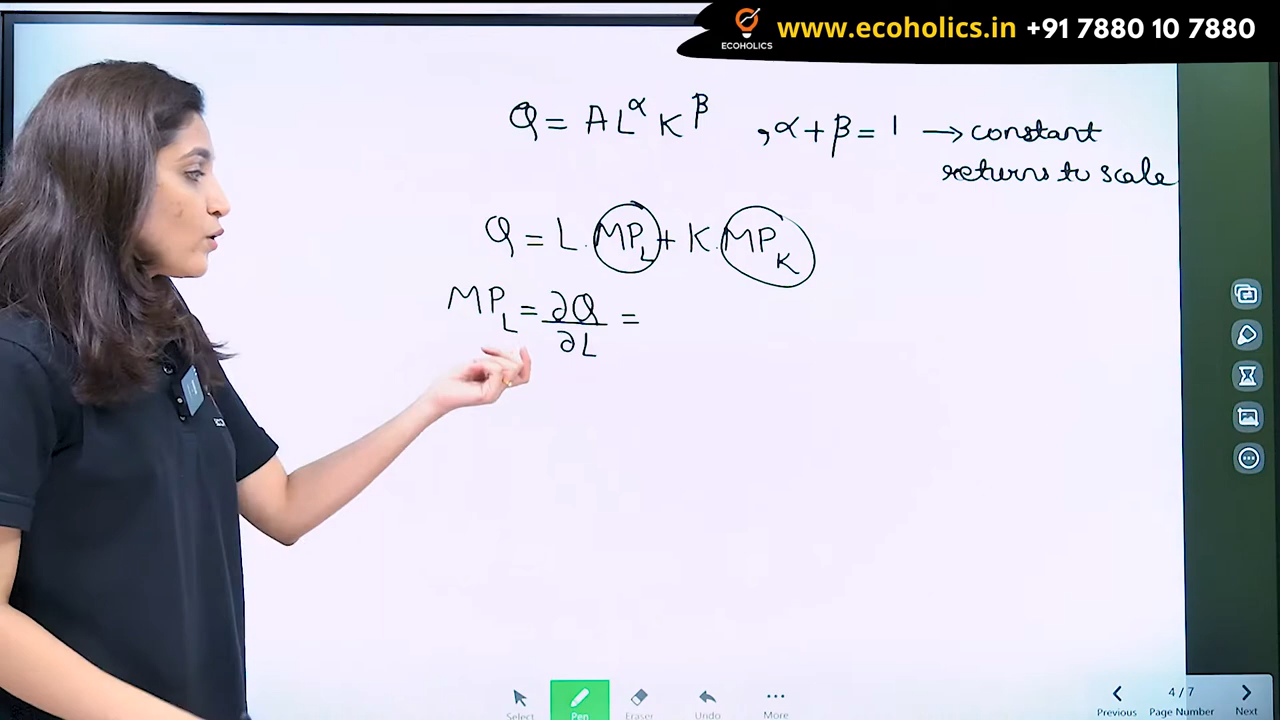 ECOHOLICS
www.ecoholics.in +91 7880 10 7880
Q = AL^α K^β , α + β = 1 → constant
returns to scale
Q = L . MP_L + K . MP_K
MP_L = ∂Q/∂L =
Select Pen Eraser Undo More
Previous 4 / 7 Page Number Next